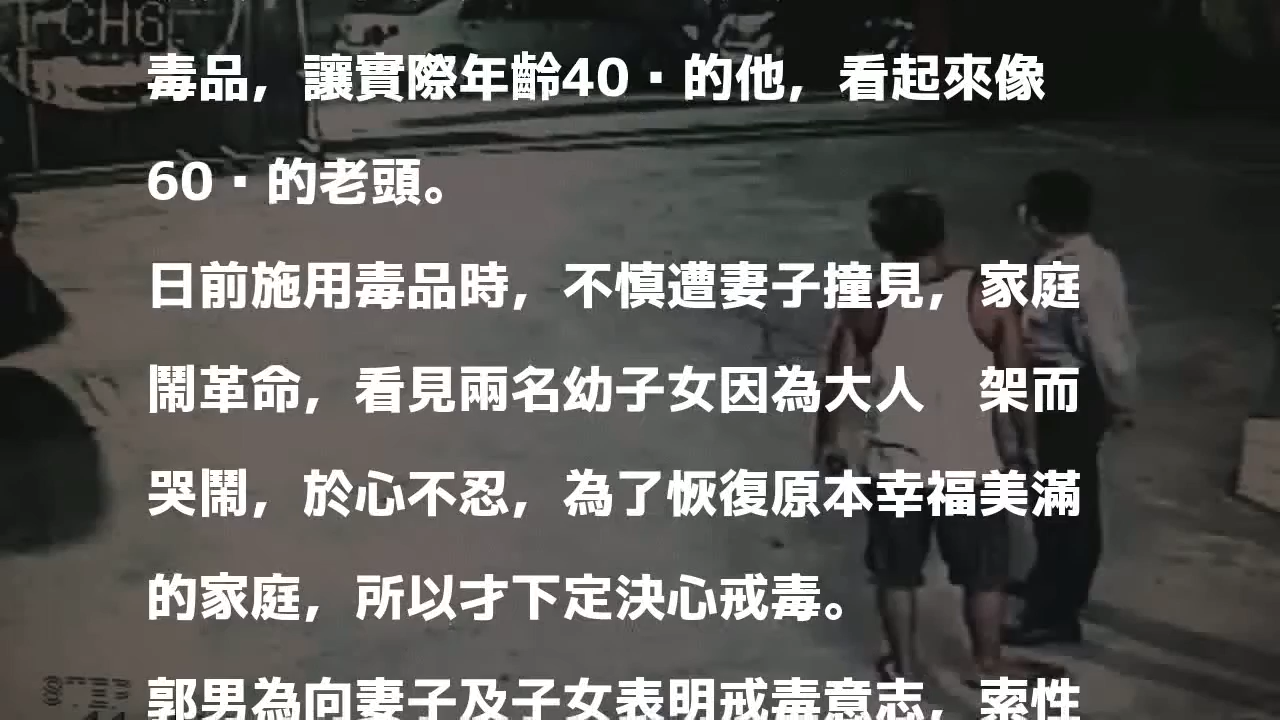 CH6
毒品，讓實際年齡40▪的他，看起來像
60▪的老頭。
日前施用毒品時，不慎遭妻子撞見，家庭
鬧革命，看見兩名幼子女因為大人　架而
哭鬧，於心不忍，為了恢復原本幸福美滿
的家庭，所以才下定決心戒毒。
郭男為向妻子及子女表明戒毒意志，索性